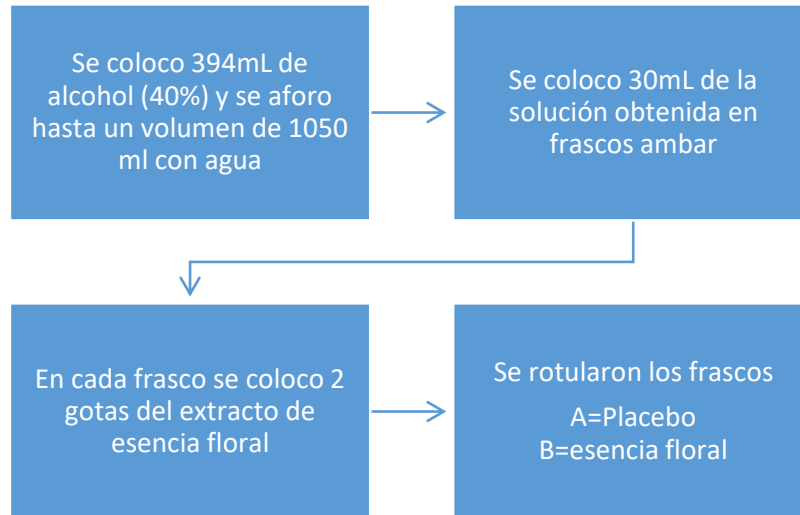 Se coloco 394mL de
alcohol (40%) y se aforo
hasta un volumen de 1050
ml con agua
Se coloco 30mL de la
solución obtenida en
frascos ambar
En cada frasco se coloco 2
gotas del extracto de
esencia floral
Se rotularon los frascos
A=Placebo
B=esencia floral